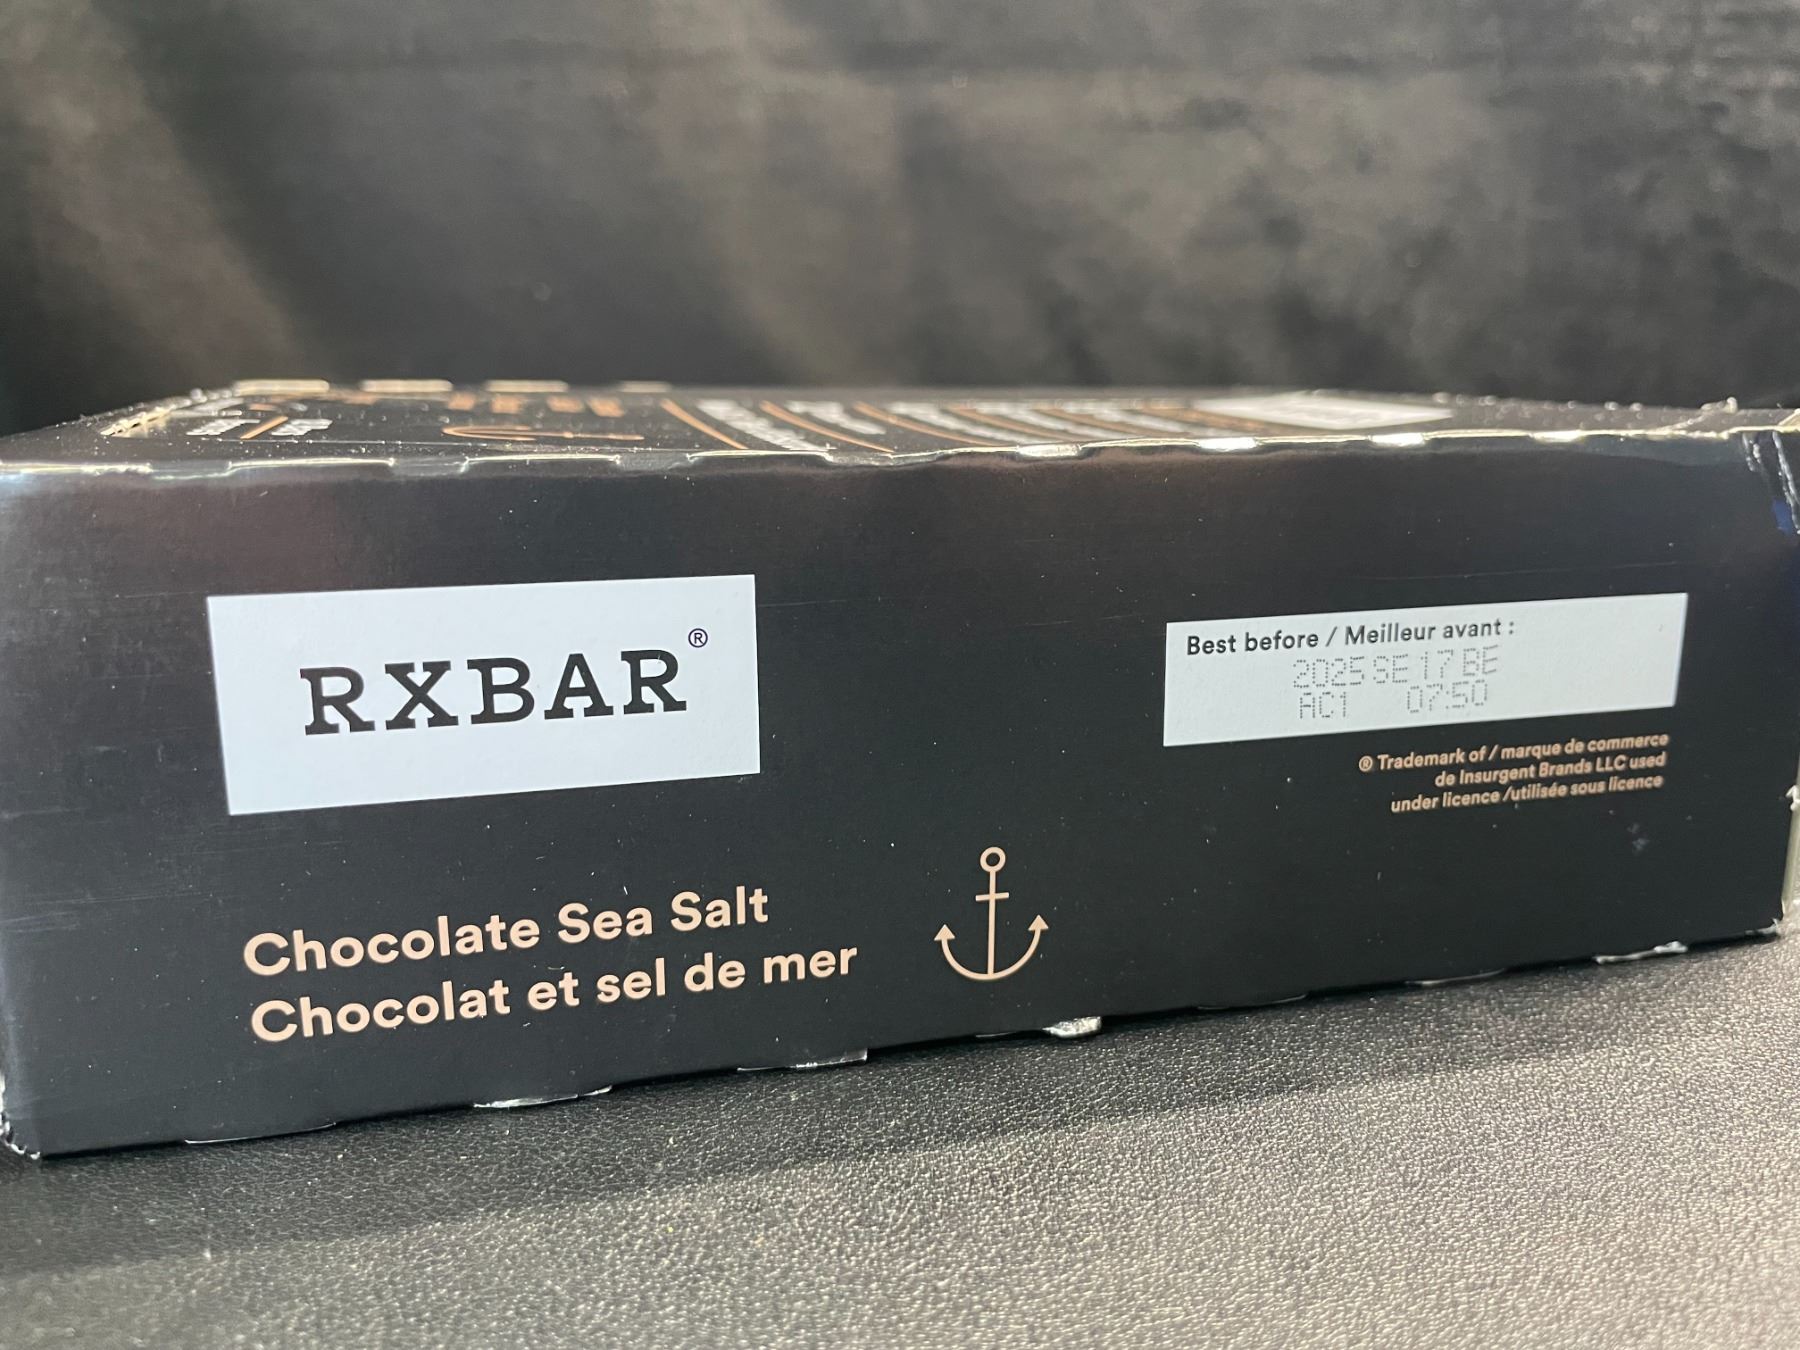 RXBAR®
Chocolate Sea Salt
Chocolat et sel de mer
Best before / Meilleur avant :
2025 SE 17 BE
AC1 07:50
® Trademark of / marque de commerce
de Insurgent Brands LLC used
under licence /utilisée sous licence